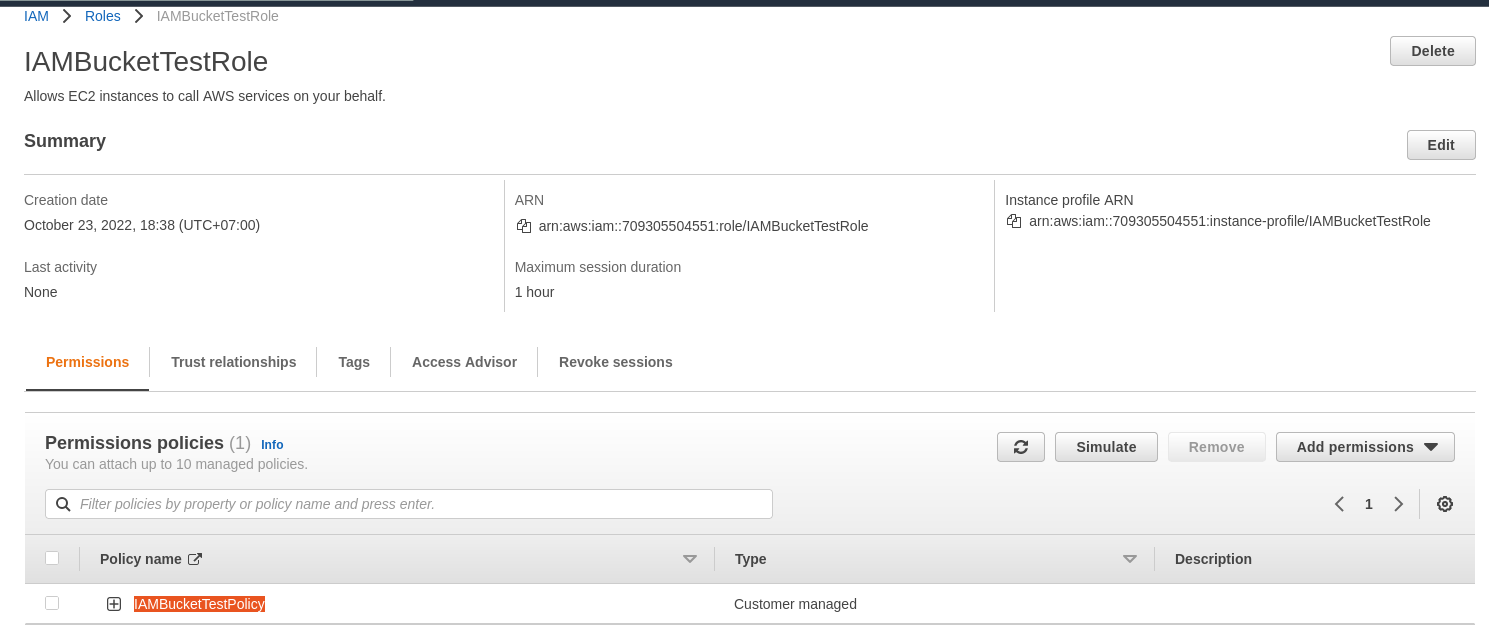 IAM > Roles > IAMBucketTestRole
IAMBucketTestRole
Delete
Allows EC2 instances to call AWS services on your behalf.
Summary
Edit
Creation date
October 23, 2022, 18:38 (UTC+07:00)
Last activity
None
ARN
arn:aws:iam::709305504551:role/IAMBucketTestRole
Maximum session duration
1 hour
Instance profile ARN
arn:aws:iam::709305504551:instance-profile/IAMBucketTestRole
Permissions
Trust relationships
Tags
Access Advisor
Revoke sessions
Permissions policies (1) Info
You can attach up to 10 managed policies.
Simulate
Remove
Add permissions
Filter policies by property or policy name and press enter.
1
Policy name
Type
Description
IAMBucketTestPolicy
Customer managed